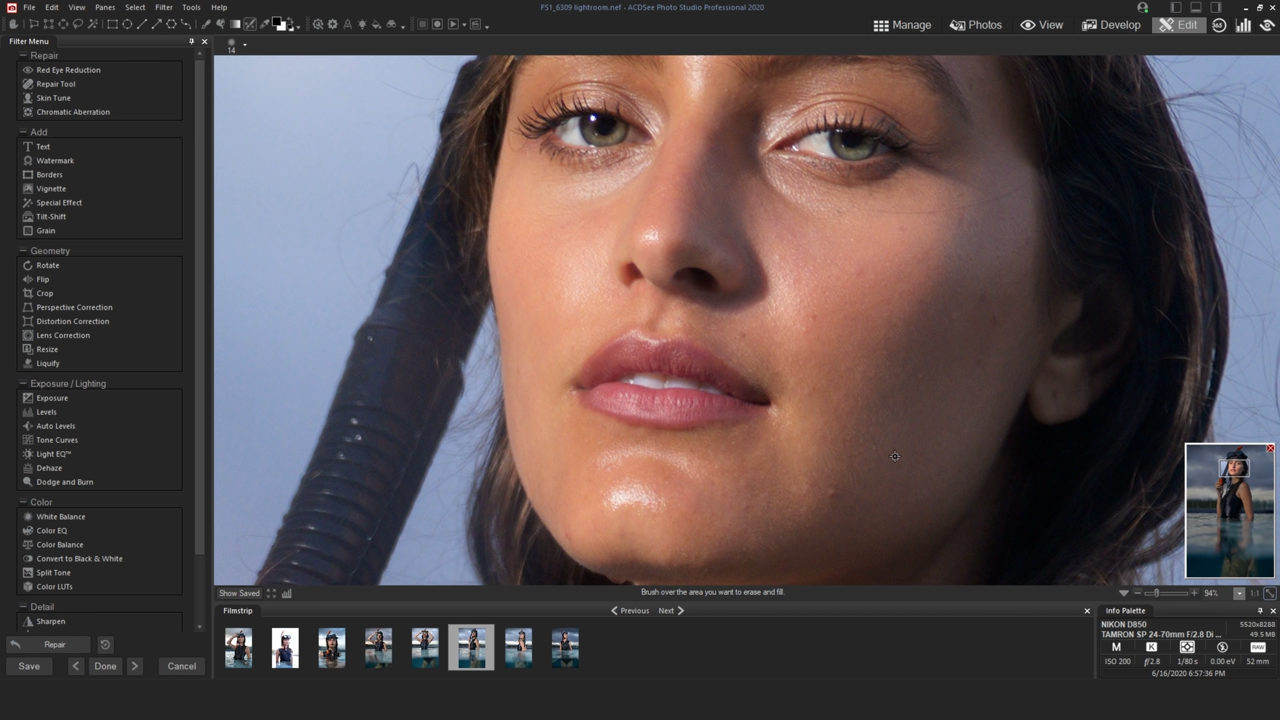 File Edit View Panes Select Filter Tools Help
FS1_6309 lightroom.nef - ACDSee Photo Studio Professional 2020
Manage Photos View Develop Edit 365
Filter Menu
14
Repair
Red Eye Reduction
Repair Tool
Skin Tune
Chromatic Aberration
Add
Text
Watermark
Borders
Vignette
Special Effect
Tilt-Shift
Grain
Geometry
Rotate
Flip
Crop
Perspective Correction
Distortion Correction
Lens Correction
Resize
Liquify
Exposure / Lighting
Exposure
Levels
Auto Levels
Tone Curves
Light EQ™
Dehaze
Dodge and Burn
Color
White Balance
Color EQ
Color Balance
Convert to Black & White
Split Tone
Color LUTs
Detail
Sharpen
Repair
Save Done Cancel
Show Saved
Brush over the area you want to erase and fill.
94% 1:1
Filmstrip
Previous Next
Info Palette
NIKON D850 5520x8288
TAMRON SP 24-70mm F/2.8 Di ... 49.5 MB
M K RAW
ISO 200 f/2.8 1/80 s 0.00 eV 52 mm
6/16/2020 6:57:36 PM